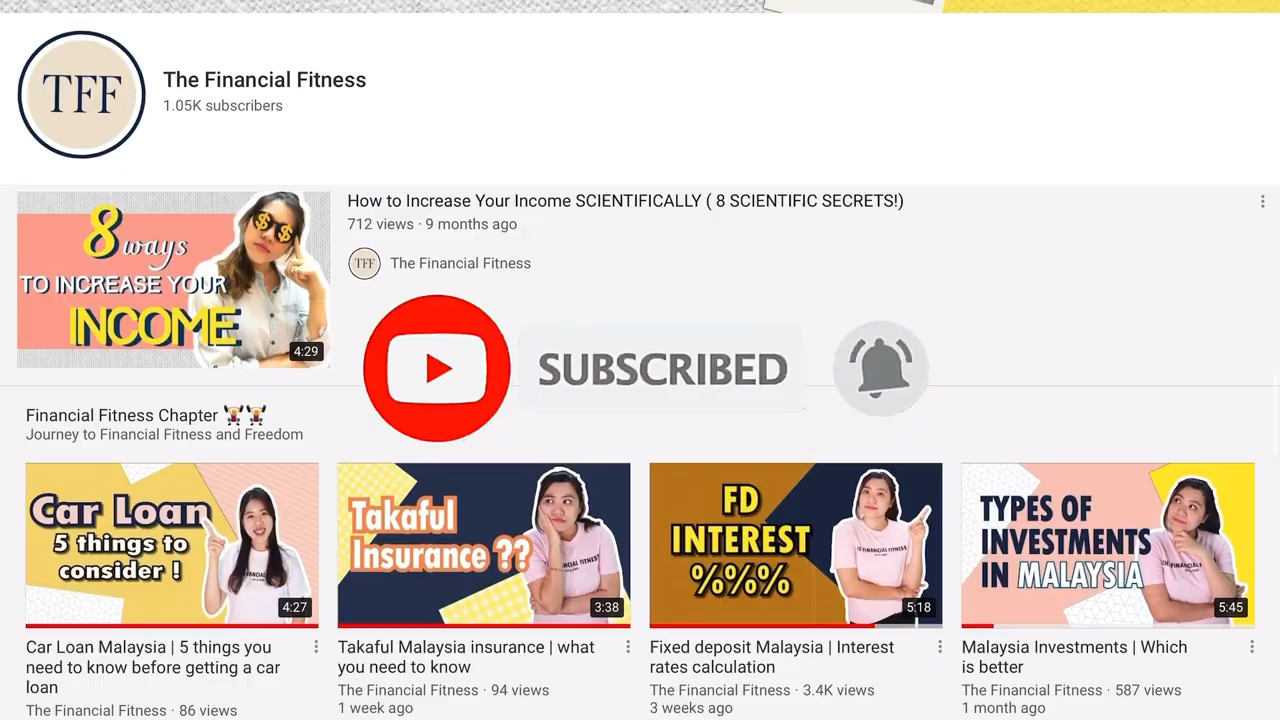 TFF
The Financial Fitness
1.05K subscribers
8 ways
TO INCREASE YOUR
INCOME
4:29
How to Increase Your Income SCIENTIFICALLY ( 8 SCIENTIFIC SECRETS!)
712 views · 9 months ago
TFF
The Financial Fitness
SUBSCRIBED
Financial Fitness Chapter
Journey to Financial Fitness and Freedom
Car Loan
5 things to
consider !
4:27
Takaful
Insurance ??
3:38
FD
INTEREST
%%%
5:18
TYPES OF
INVESTMENTS
IN MALAYSIA
5:45
Car Loan Malaysia | 5 things you
need to know before getting a car
loan
The Financial Fitness · 86 views
Takaful Malaysia insurance | what
you need to know
The Financial Fitness · 94 views
1 week ago
Fixed deposit Malaysia | Interest
rates calculation
The Financial Fitness · 3.4K views
3 weeks ago
Malaysia Investments | Which
is better
The Financial Fitness · 587 views
1 month ago